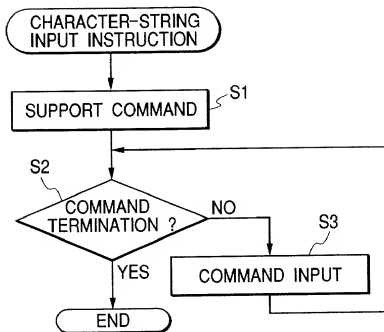 CHARACTER-STRING
INPUT INSTRUCTION
S1
SUPPORT COMMAND
S2
COMMAND
TERMINATION ?
NO
S3
YES
COMMAND INPUT
END